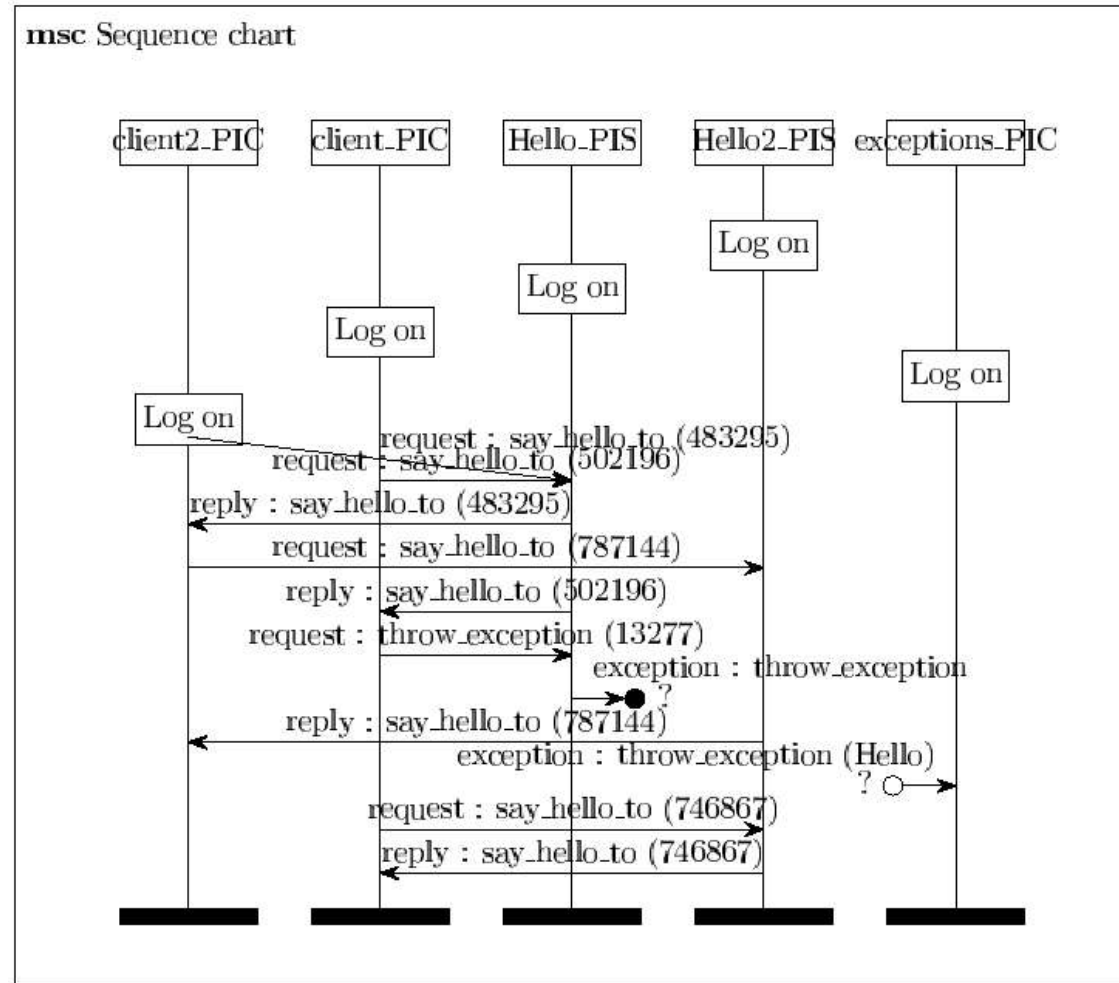 msc Sequence chart
client2_PIC
client_PIC
Hello_PIS
Hello2_PIS
exceptions_PIC
Log on
Log on
Log on
Log on
Log on
request : say_hello_to (483295)
request : say_hello_to (502196)
reply : say_hello_to (483295)
request : say_hello_to (787144)
reply : say_hello_to (502196)
request : throw_exception (13277)
exception : throw_exception
?
reply : say_hello_to (787144)
exception : throw_exception (Hello)
?
request : say_hello_to (746867)
reply : say_hello_to (746867)